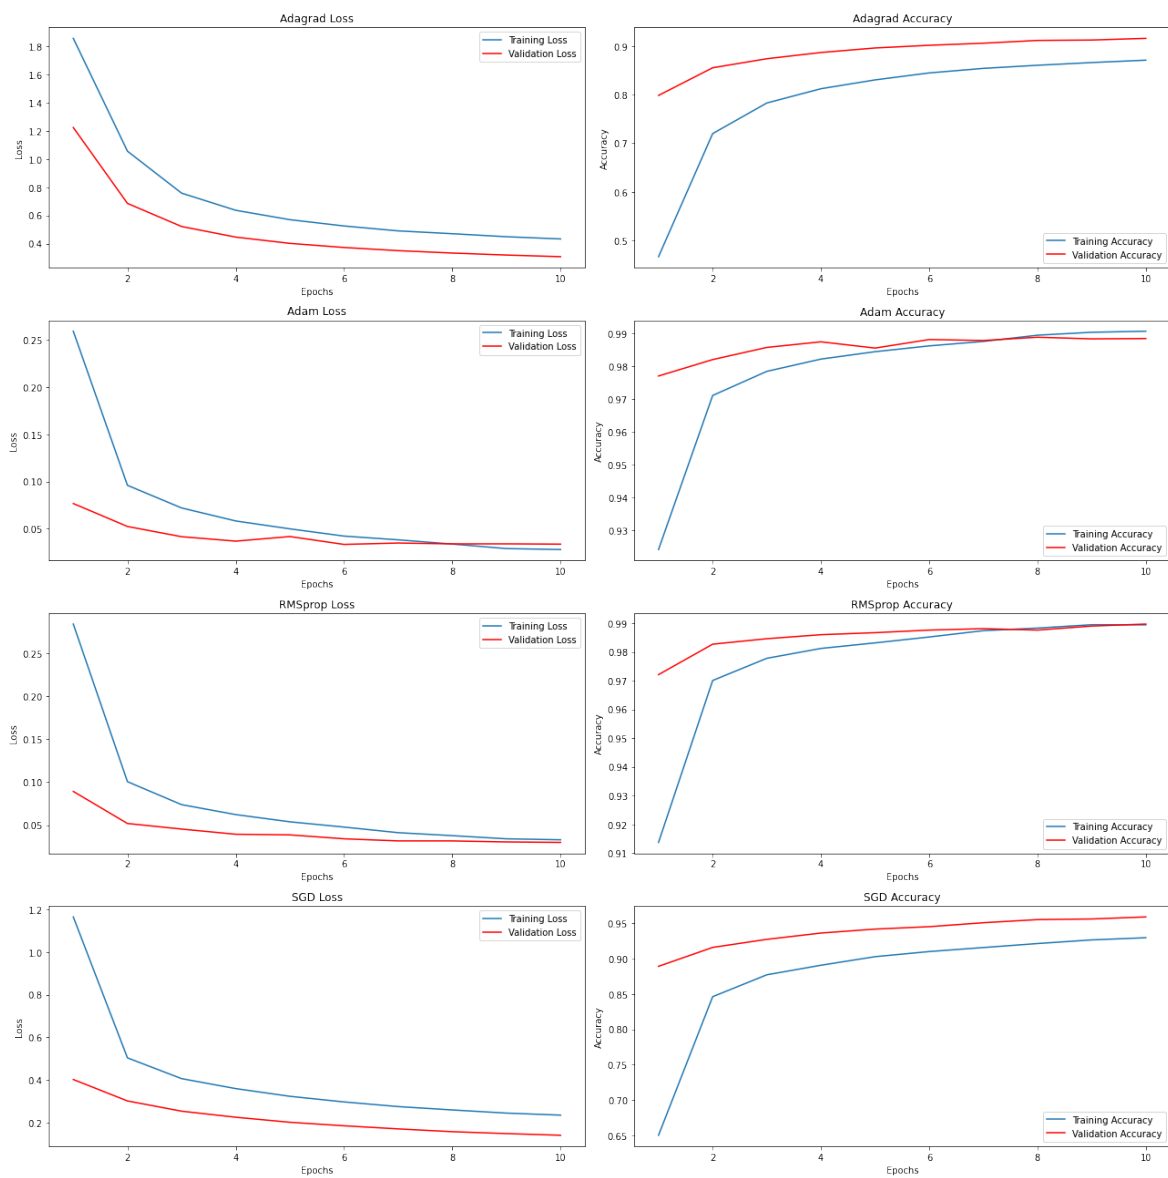 Adagrad Loss
Loss
1.8
1.6
1.4
1.2
1.0
0.8
0.6
0.4
Training Loss
Validation Loss
2
4
6
8
10
Epochs
Adagrad Accuracy
Accuracy
0.9
0.8
0.7
0.6
0.5
Training Accuracy
Validation Accuracy
2
4
6
8
10
Epochs
Adam Loss
Loss
0.25
0.20
0.15
0.10
0.05
Training Loss
Validation Loss
2
4
6
8
10
Epochs
Adam Accuracy
Accuracy
0.99
0.98
0.97
0.96
0.95
0.94
0.93
Training Accuracy
Validation Accuracy
2
4
6
8
10
Epochs
RMSprop Loss
Loss
0.25
0.20
0.15
0.10
0.05
Training Loss
Validation Loss
2
4
6
8
10
Epochs
RMSprop Accuracy
Accuracy
0.99
0.98
0.97
0.96
0.95
0.94
0.93
0.92
0.91
Training Accuracy
Validation Accuracy
2
4
6
8
10
Epochs
SGD Loss
Loss
1.2
1.0
0.8
0.6
0.4
0.2
Training Loss
Validation Loss
2
4
6
8
10
Epochs
SGD Accuracy
Accuracy
0.95
0.90
0.85
0.80
0.75
0.70
0.65
Training Accuracy
Validation Accuracy
2
4
6
8
10
Epochs